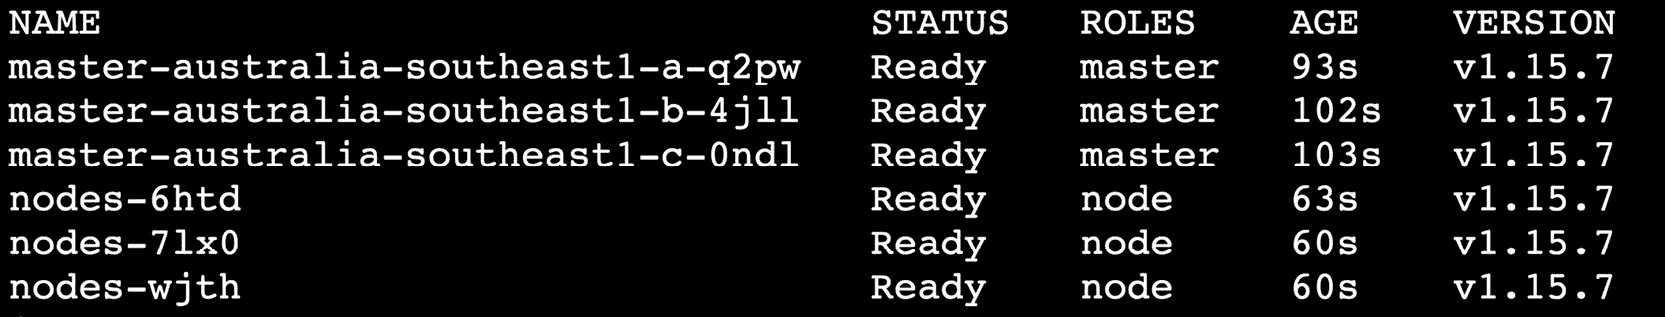 NAME STATUS ROLES AGE VERSION
master-australia-southeast1-a-q2pw Ready master 93s v1.15.7
master-australia-southeast1-b-4jll Ready master 102s v1.15.7
master-australia-southeast1-c-0ndl Ready master 103s v1.15.7
nodes-6htd Ready node 63s v1.15.7
nodes-7lx0 Ready node 60s v1.15.7
nodes-wjth Ready node 60s v1.15.7